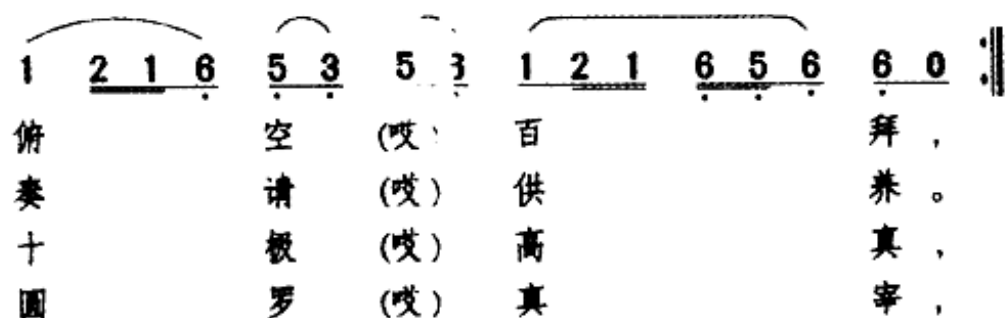 1 2 1 6 5 3 5 3 1 2 1 6 5 6 6 0
俯 空 (哎 百 拜，
奏 请 (哎) 供 养。
十 极 (哎) 高 真，
圆 罗 (哎) 真 宰，